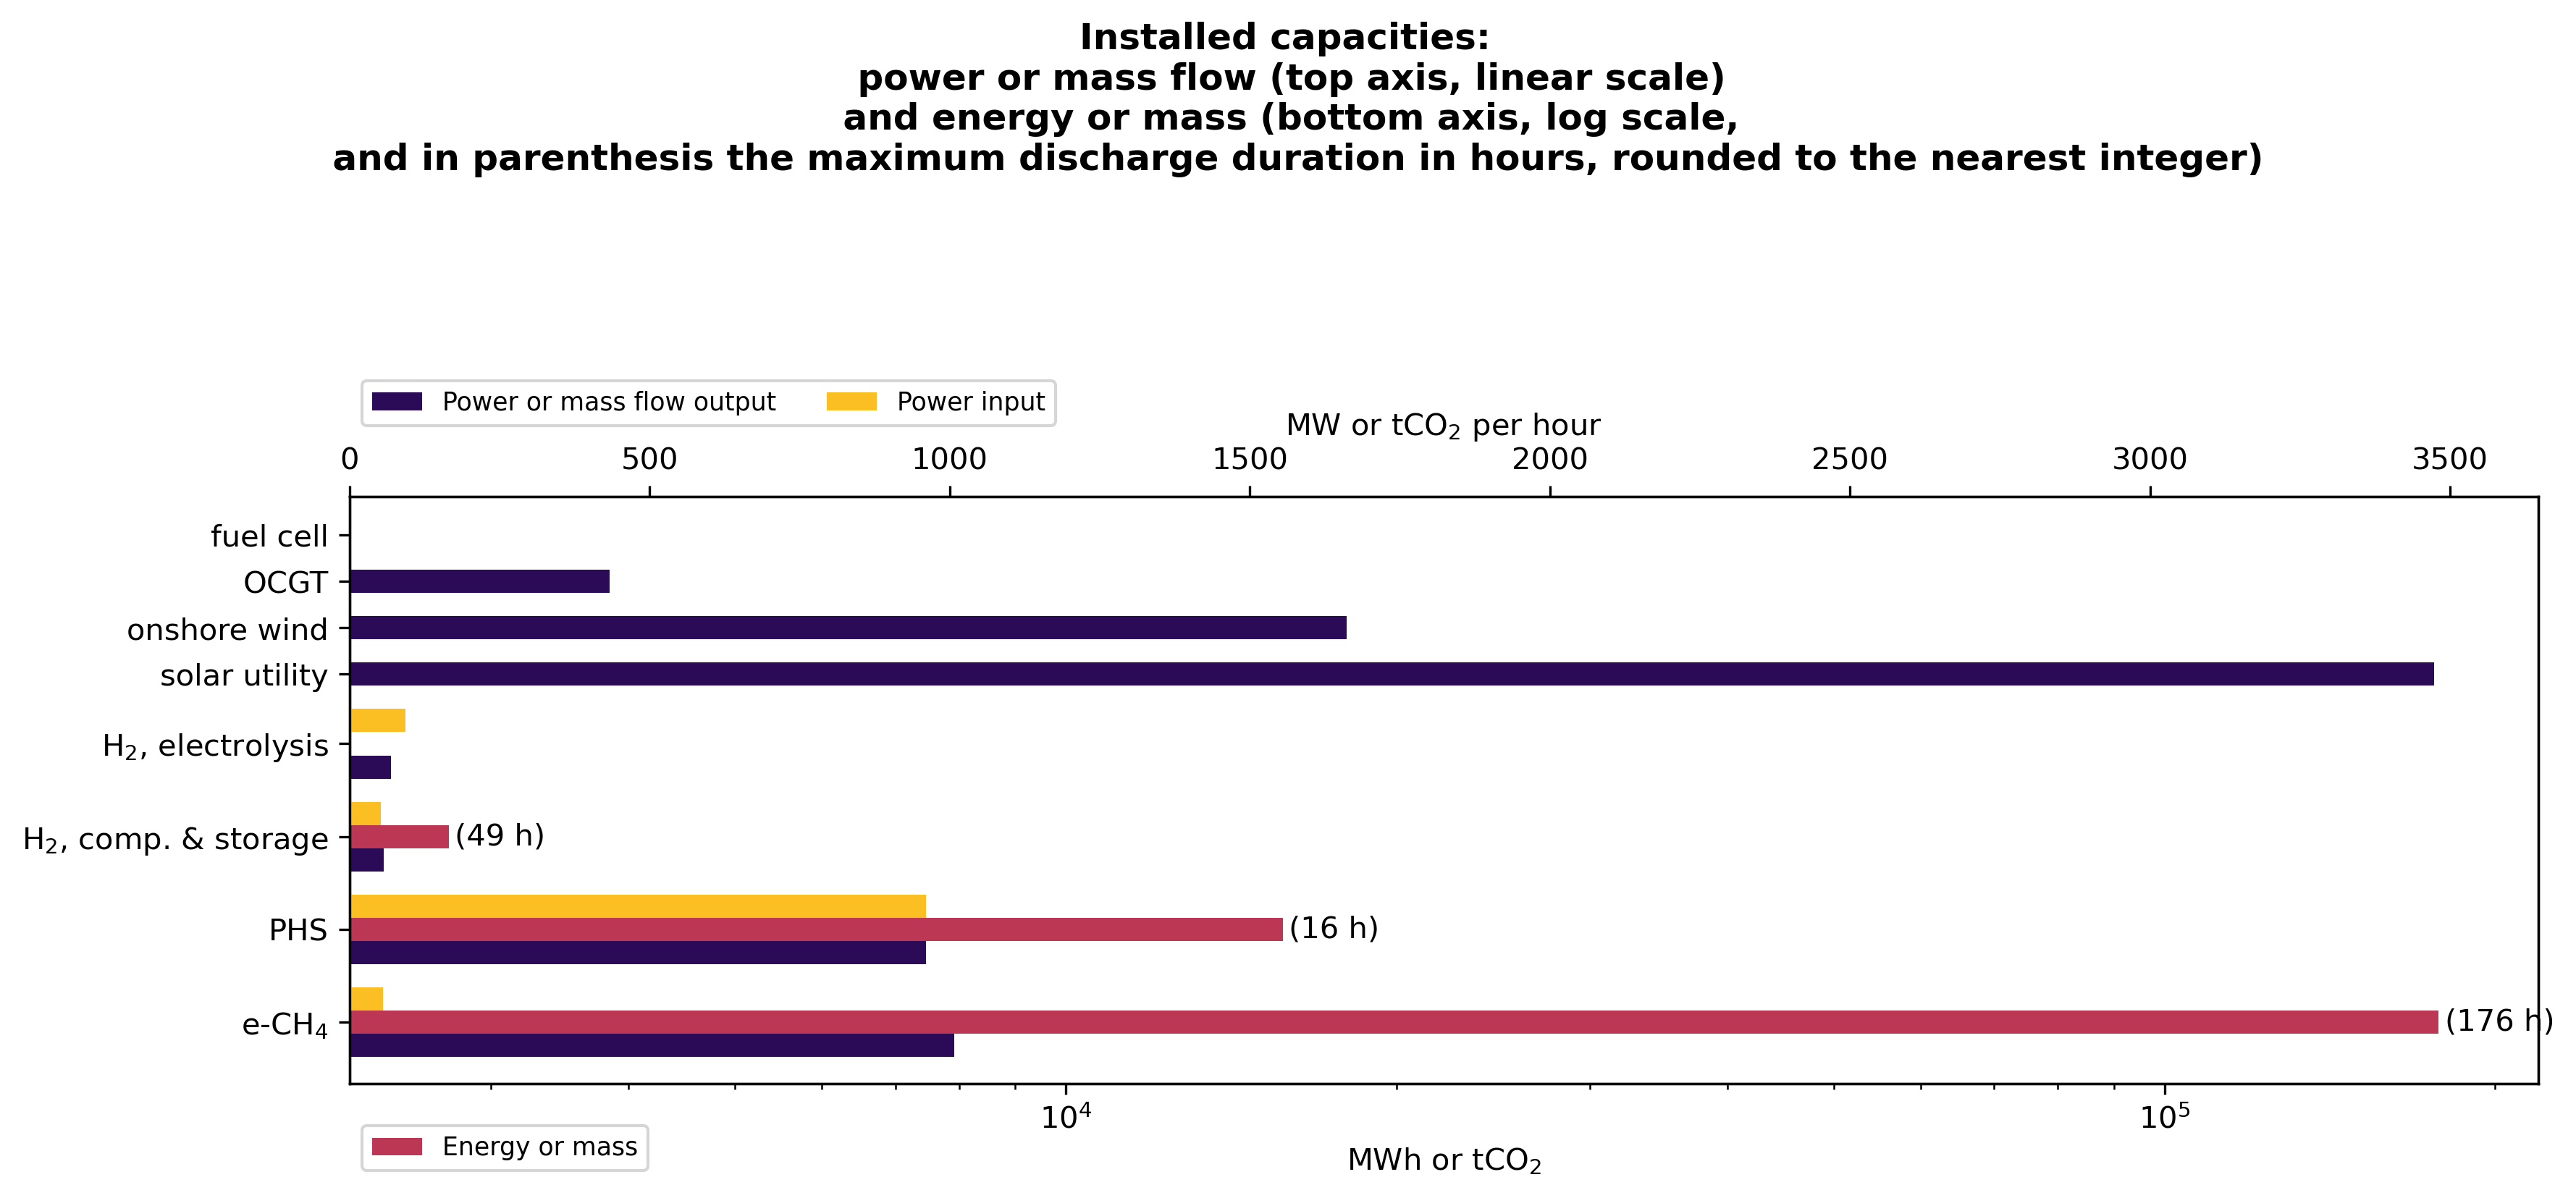 Installed capacities:
power or mass flow (top axis, linear scale)
and energy or mass (bottom axis, log scale,
and in parenthesis the maximum discharge duration in hours, rounded to the nearest integer)
Power or mass flow output Power input
MW or tCO₂ per hour
0 500 1000 1500 2000 2500 3000 3500
fuel cell
OCGT
onshore wind
solar utility
H₂, electrolysis
H₂, comp. & storage (49 h)
PHS (16 h)
e-CH₄ (176 h)
10⁴ 10⁵
Energy or mass
MWh or tCO₂